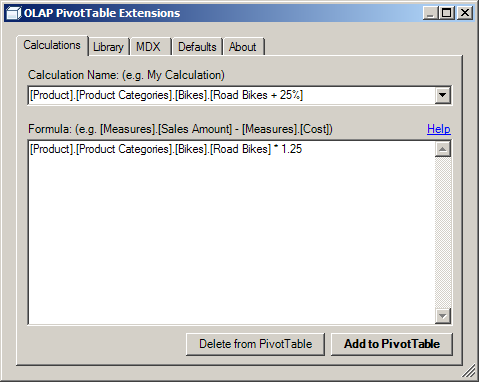 OLAP PivotTable Extensions
Calculations Library MDX Defaults About
Calculation Name: (e.g. My Calculation)
[Product].[Product Categories].[Bikes].[Road Bikes + 25%]
Formula: (e.g. [Measures].[Sales Amount] - [Measures].[Cost]) Help
[Product].[Product Categories].[Bikes].[Road Bikes] * 1.25
Delete from PivotTable Add to PivotTable